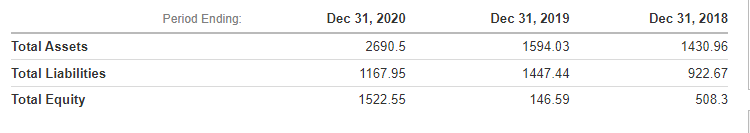 Period Ending: Dec 31, 2020 Dec 31, 2019 Dec 31, 2018
Total Assets 2690.5 1594.03 1430.96
Total Liabilities 1167.95 1447.44 922.67
Total Equity 1522.55 146.59 508.3